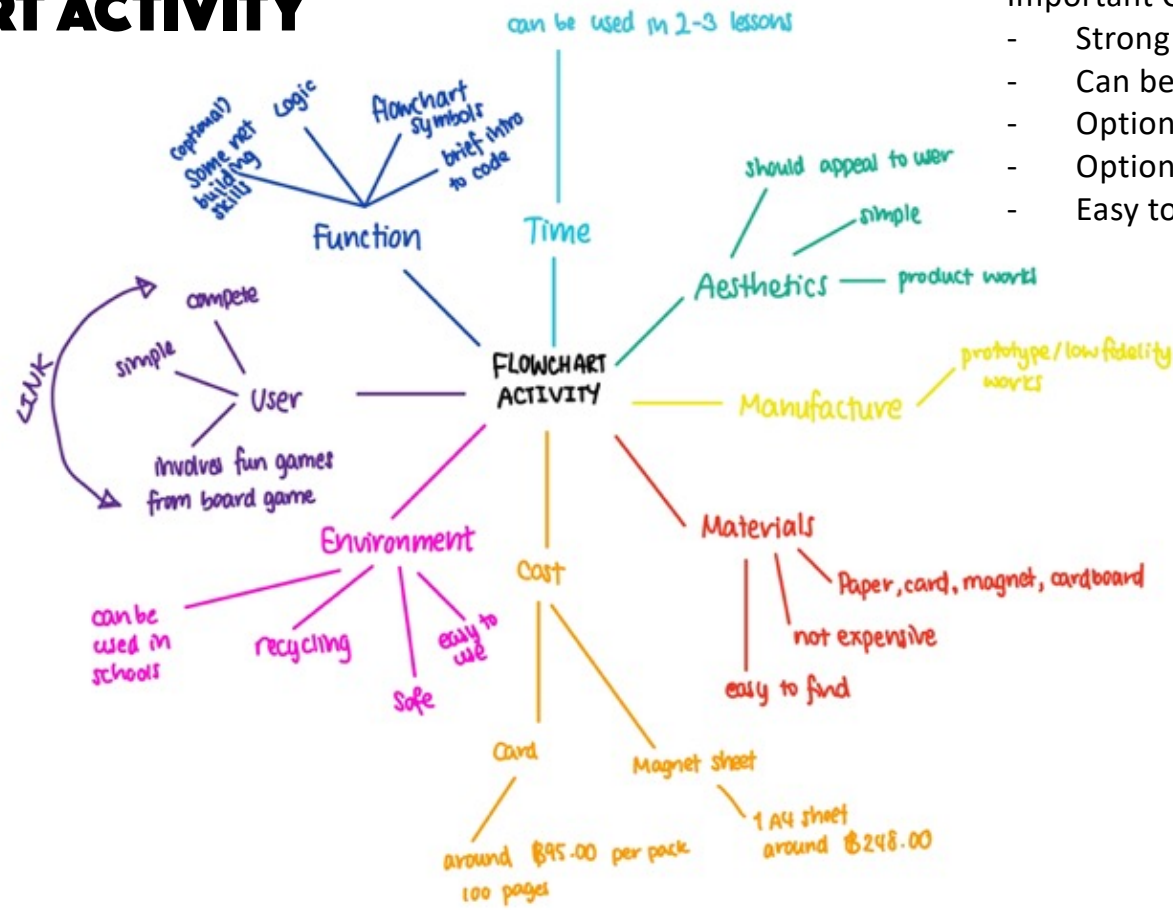 RT ACTIVITY
can be used in 2-3 lessons
Strong
Can be
Option
Option
Easy to
(optional)
Some net
building
skills
Logic
flowchart
symbols
brief intro
to code
Function
Time
should appeal to user
simple
Aesthetics
product works
compete
simple
LINK
User
involves fun games
from board game
FLOWCHART
ACTIVITY
prototype/low fidelity
works
Manufacture
Environment
can be
used in
schools
recycling
safe
easy to
use
Cost
Materials
Paper, card, magnet, cardboard
not expensive
easy to find
Card
Magnet sheet
around ฿95.00 per pack
100 pages
1 A4 sheet
around ฿248.00